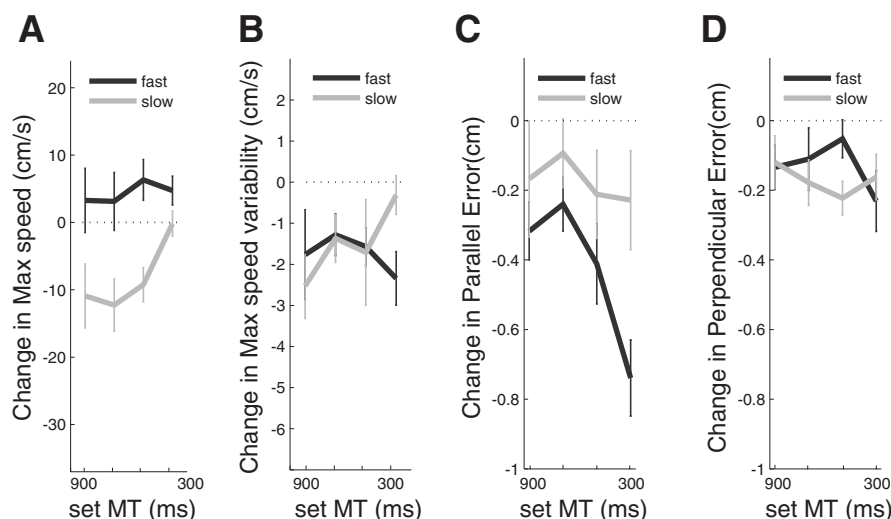 A
Change in Max speed (cm/s)
20
10
0
-10
-20
-30
fast
slow
900
300
set MT (ms)
B
Change in Max speed variability (cm/s)
2
1
0
-1
-2
-3
-4
-5
-6
fast
slow
900
300
set MT (ms)
C
Change in Parallel Error(cm)
0
-0.2
-0.4
-0.6
-0.8
-1
fast
slow
900
300
set MT (ms)
D
Change in Perpendicular Error(cm)
0
-0.2
-0.4
-0.6
-0.8
-1
fast
slow
900
300
set MT (ms)